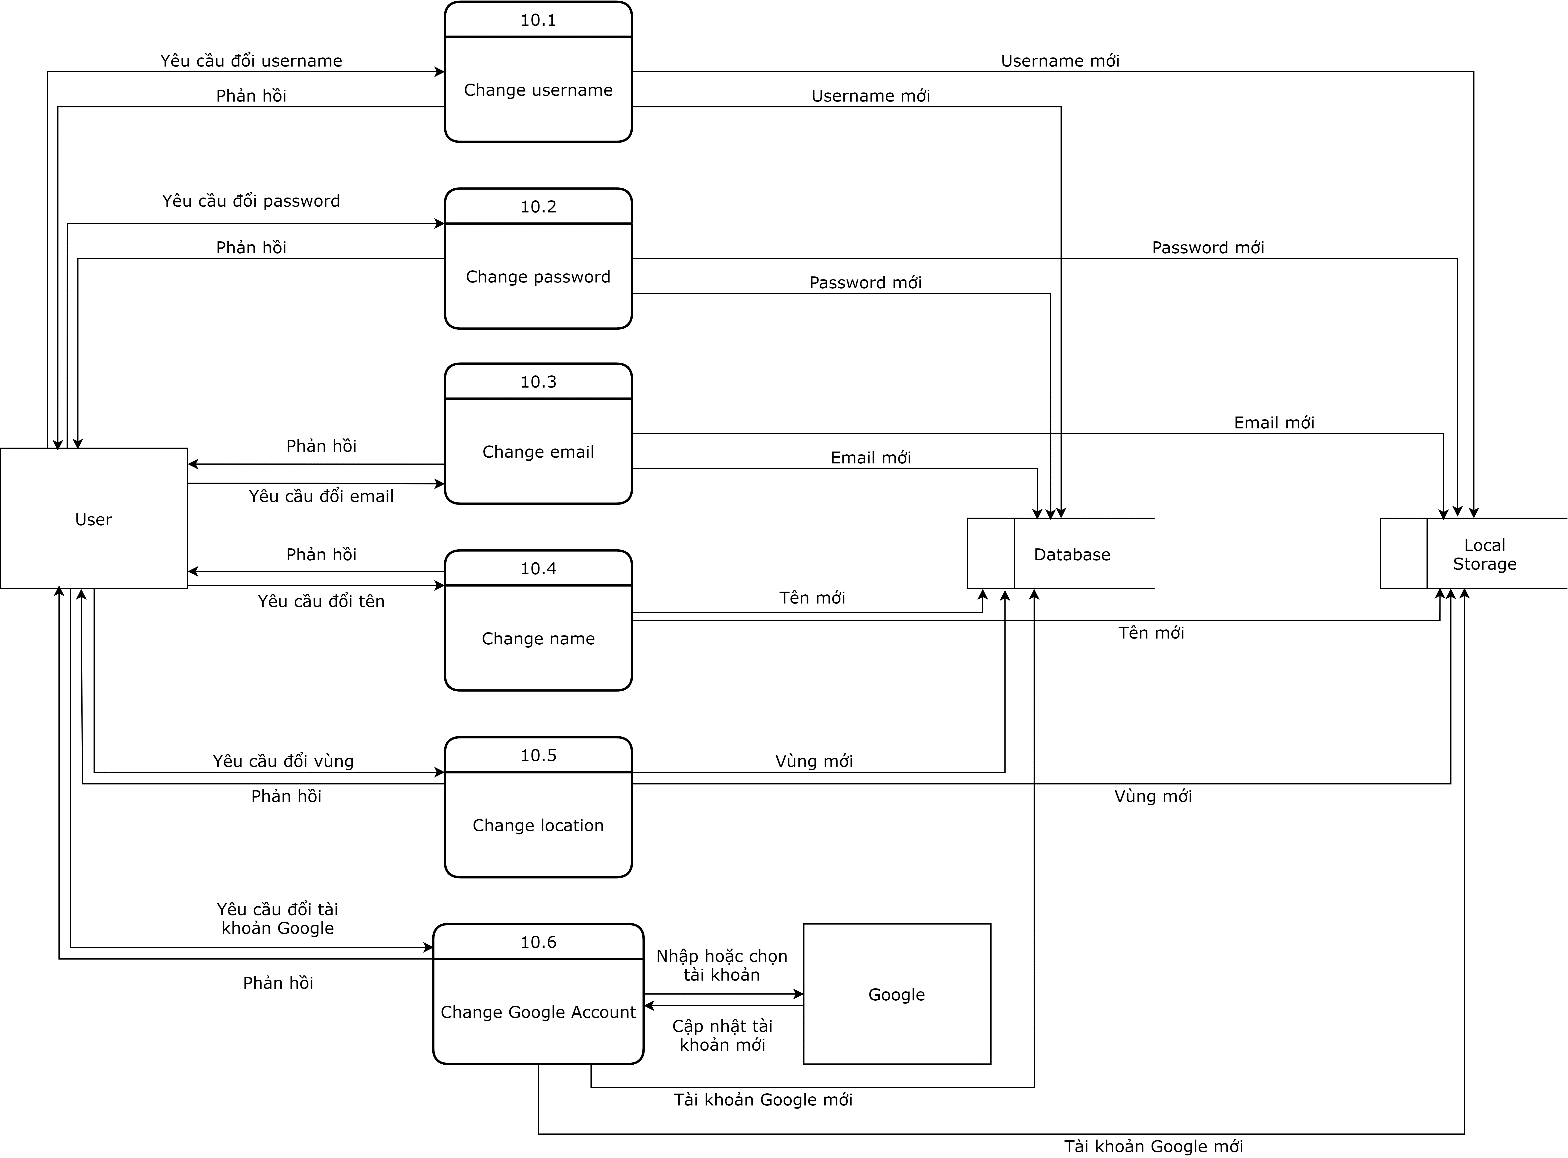 10.1
Yêu cầu đổi username
Username mới
Change username
Phản hồi
Username mới
10.2
Yêu cầu đổi password
Phản hồi
Password mới
Change password
Password mới
10.3
Email mới
Phản hồi
Change email
Email mới
Yêu cầu đổi email
User
Database
Local
Storage
Phản hồi
10.4
Yêu cầu đổi tên
Tên mới
Change name
Tên mới
10.5
Yêu cầu đổi vùng
Vùng mới
Phản hồi
Vùng mới
Change location
Yêu cầu đổi tài
khoản Google
10.6
Nhập hoặc chọn
tài khoản
Phản hồi
Google
Change Google Account
Cập nhật tài
khoản mới
Tài khoản Google mới
Tài khoản Google mới